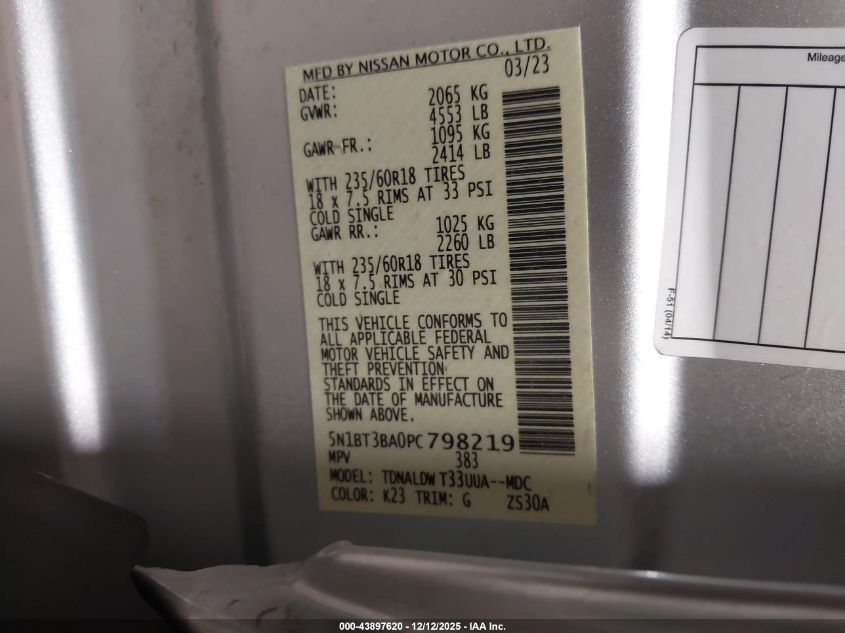 MFD BY NISSAN MOTOR CO., LTD.
DATE: 03/23
GVWR: 2065 KG
4553 LB
GAWR FR.: 1095 KG
2414 LB
WITH 235/60R18 TIRES
18 x 7.5 RIMS AT 33 PSI
COLD SINGLE
GAWR RR.: 1025 KG
2260 LB
WITH 235/60R18 TIRES
18 x 7.5 RIMS AT 30 PSI
COLD SINGLE
THIS VEHICLE CONFORMS TO
ALL APPLICABLE FEDERAL
MOTOR VEHICLE SAFETY AND
THEFT PREVENTION
STANDARDS IN EFFECT ON
THE DATE OF MANUFACTURE
SHOWN ABOVE.
5N1BT3BA0PC798219
MPV 383
MODEL: TDNALDW T33UUA--MDC
COLOR: K23 TRIM: G ZS30A
Mileage
F-51 (04/14)
000-43897620 - 12/12/2025 - IAA Inc.